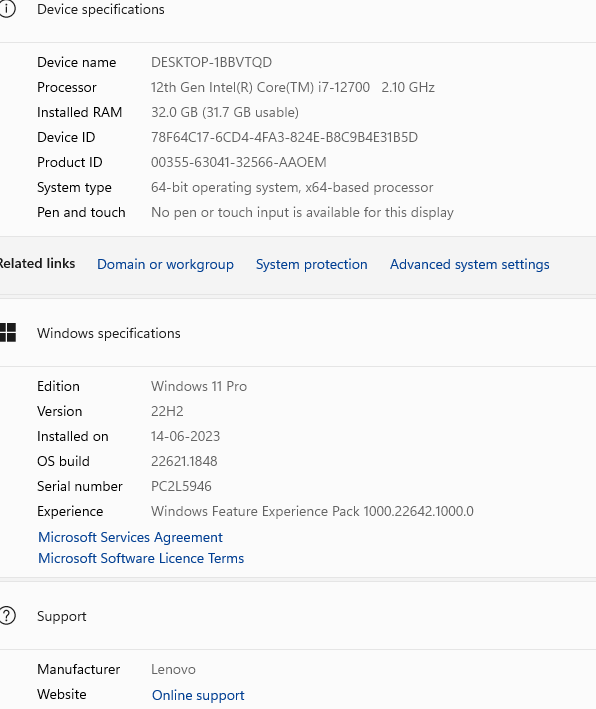 Device specifications
Device name DESKTOP-1BBVTQD
Processor 12th Gen Intel(R) Core(TM) i7-12700 2.10 GHz
Installed RAM 32.0 GB (31.7 GB usable)
Device ID 78F64C17-6CD4-4FA3-824E-B8C9B4E31B5D
Product ID 00355-63041-32566-AAOEM
System type 64-bit operating system, x64-based processor
Pen and touch No pen or touch input is available for this display
Related links Domain or workgroup System protection Advanced system settings
Windows specifications
Edition Windows 11 Pro
Version 22H2
Installed on 14-06-2023
OS build 22621.1848
Serial number PC2L5946
Experience Windows Feature Experience Pack 1000.22642.1000.0
Microsoft Services Agreement
Microsoft Software Licence Terms
Support
Manufacturer Lenovo
Website Online support